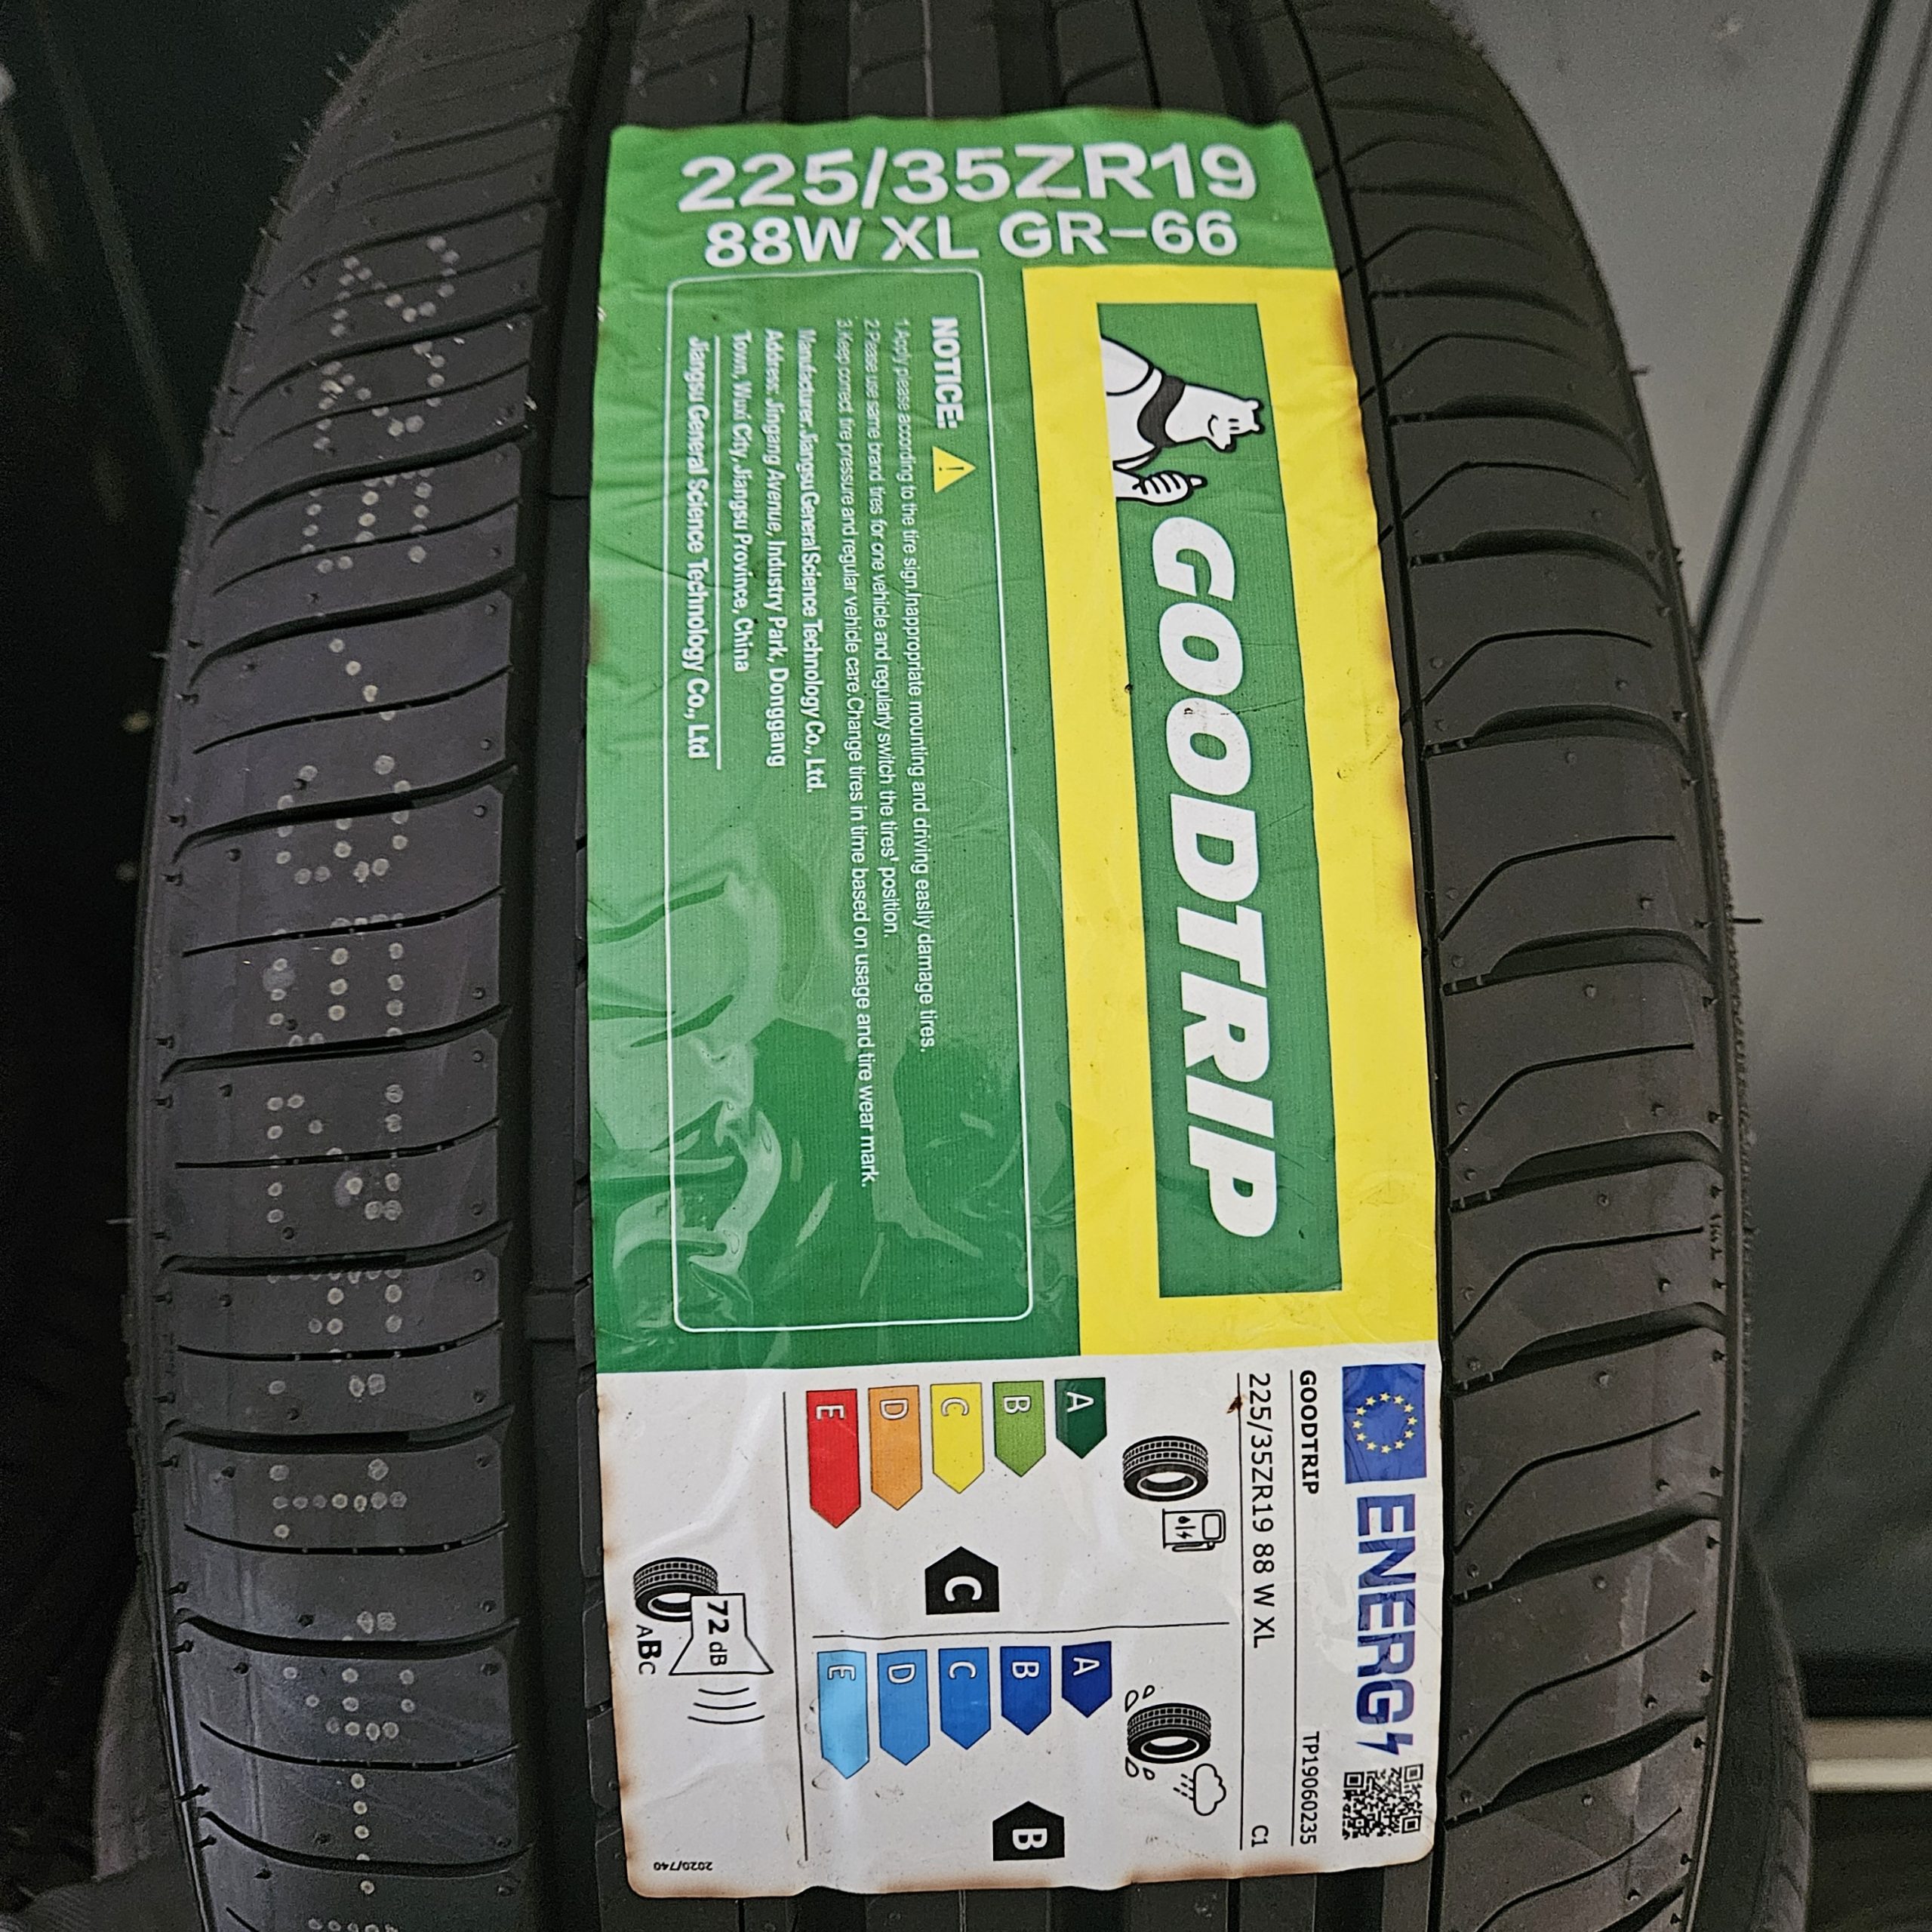 225/35ZR19
88W XL GR-66
GOODTRIP
NOTICE:
1.Apply please according to the tire sign.Inappropriate mounting and driving easlly damage tires.
2.Please use same brand tires for one vehicle and regularly switch the tires' position.
3.Keep correct tire pressure and regular vehicle care.Change tires in time based on usage and tire wear mark.
Manufacturer: Jiangsu General Science Technology Co., Ltd.
Address: Jingang Avenue, Industry Park, Donggang
Town, Wuxi City, Jiangsu Province, China
Jiangsu General Science Technology Co., Ltd
ENERG
GOODTRIP TP19060235
225/35ZR19 88 W XL C1
A
B
C
D
E
C
A
B
C
D
E
B
72 dB
ABC
2020/740